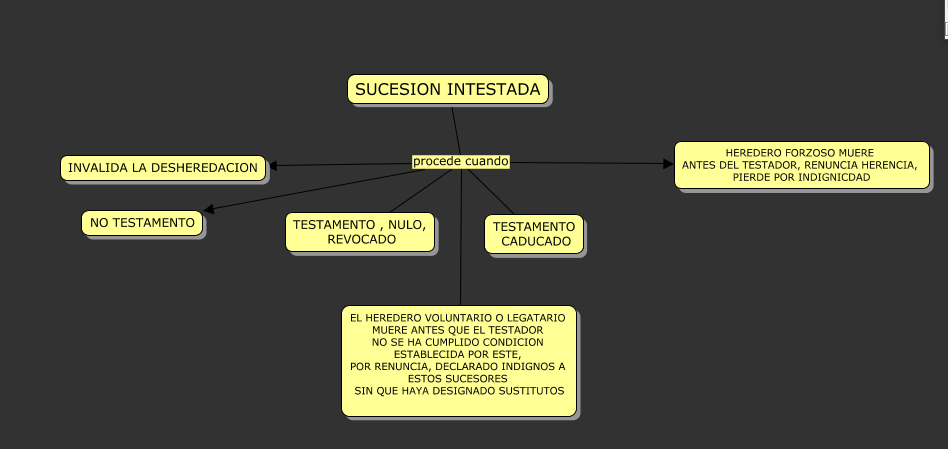 SUCESION INTESTADA
procede cuando
INVALIDA LA DESHEREDACION
NO TESTAMENTO
TESTAMENTO , NULO,
REVOCADO
TESTAMENTO
CADUCADO
HEREDERO FORZOSO MUERE
ANTES DEL TESTADOR, RENUNCIA HERENCIA,
PIERDE POR INDIGNICDAD
EL HEREDERO VOLUNTARIO O LEGATARIO
MUERE ANTES QUE EL TESTADOR
NO SE HA CUMPLIDO CONDICION
ESTABLECIDA POR ESTE,
POR RENUNCIA, DECLARADO INDIGNOS A
ESTOS SUCESORES
SIN QUE HAYA DESIGNADO SUSTITUTOS